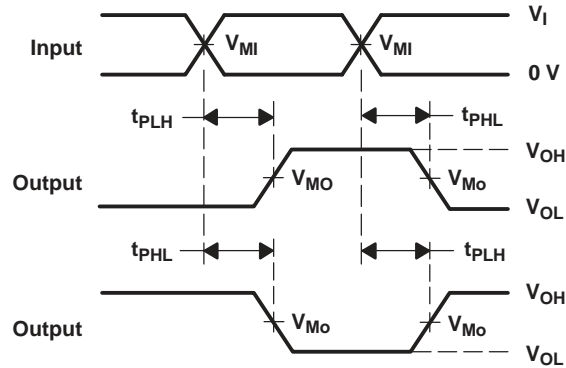 V_I
Input V_MI V_MI
0 V
t_PLH t_PHL
V_OH
Output V_MO V_Mo
V_OL
t_PHL t_PLH
V_OH
Output V_Mo V_Mo
V_OL